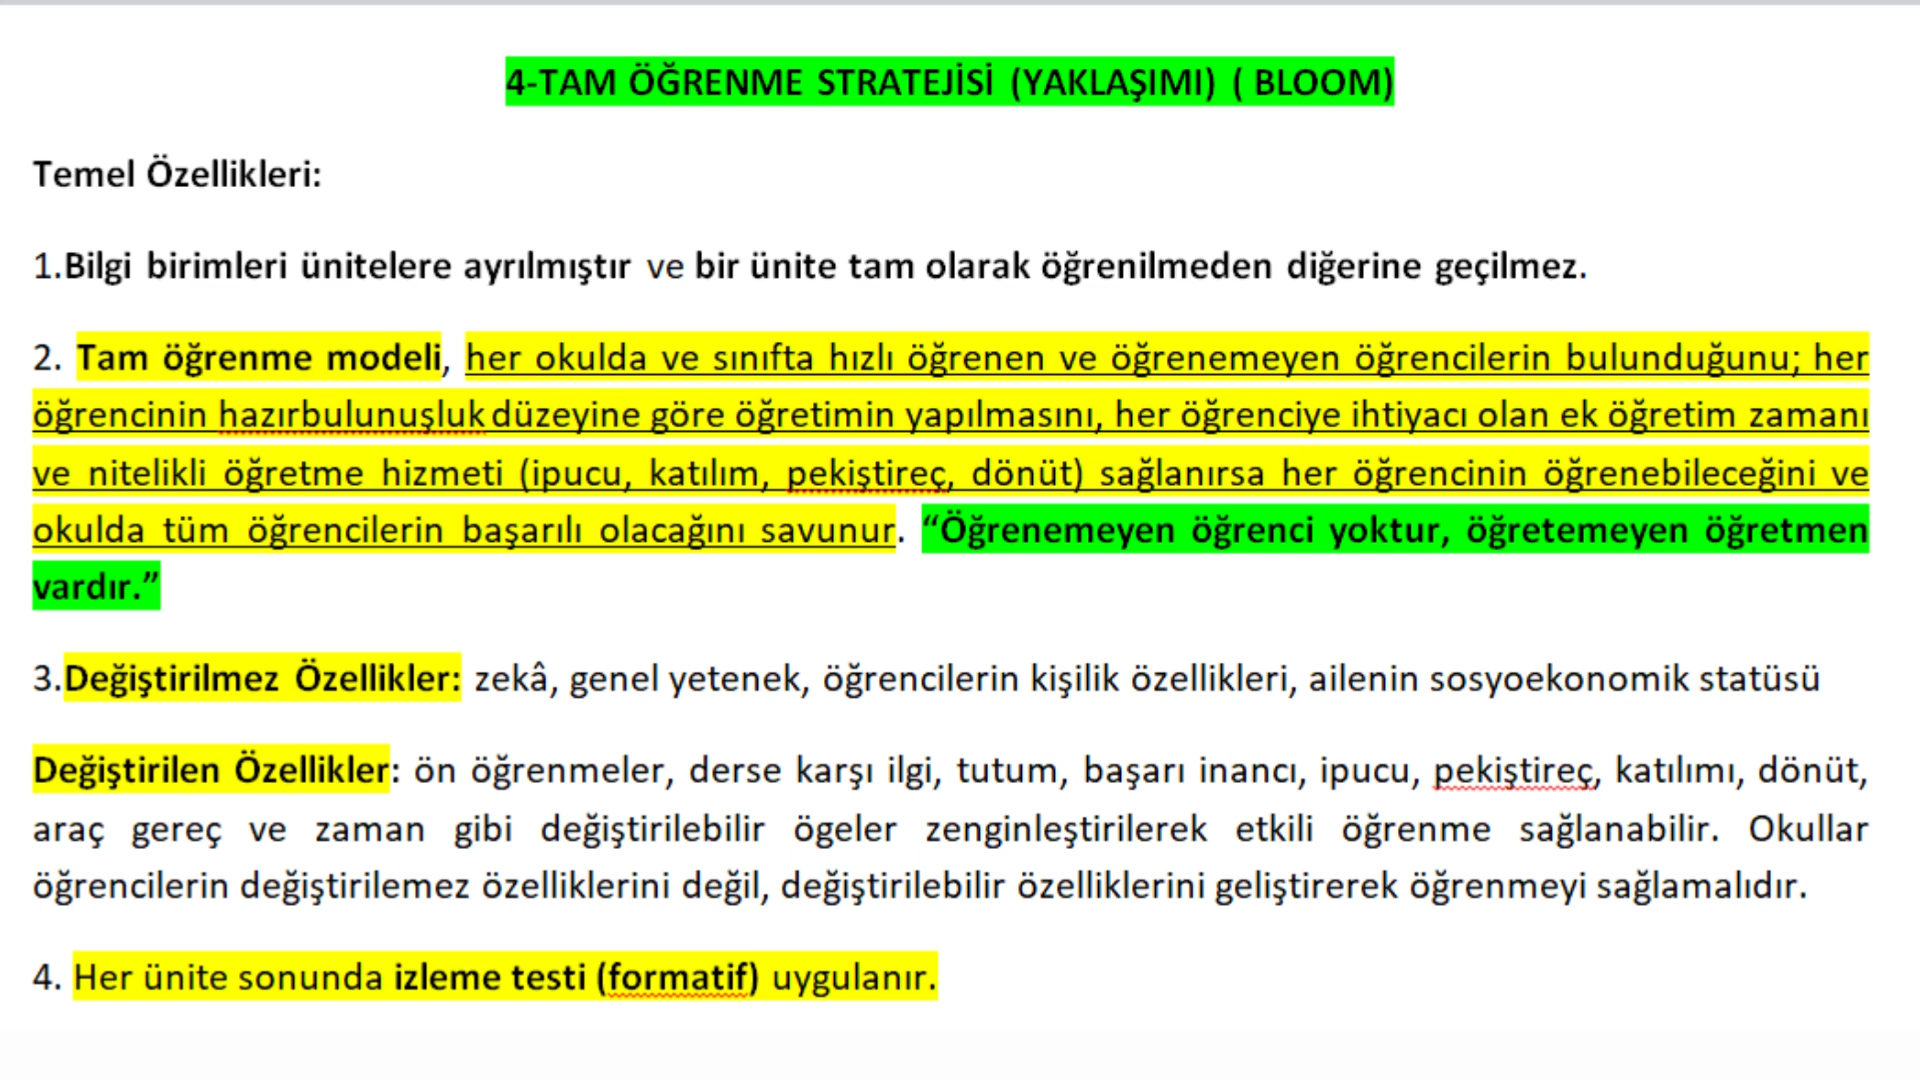 4-TAM ÖĞRENME STRATEJİSİ (YAKLAŞIMI) ( BLOOM)
Temel Özellikleri:
1.Bilgi birimleri ünitelere ayrılmıştır ve bir ünite tam olarak öğrenilmeden diğerine geçilmez.
2. Tam öğrenme modeli, her okulda ve sınıfta hızlı öğrenen ve öğrenemeyen öğrencilerin bulunduğunu; her
öğrencinin hazırbulunuşluk düzeyine göre öğretimin yapılmasını, her öğrenciye ihtiyacı olan ek öğretim zamanı
ve nitelikli öğretme hizmeti (ipucu, katılım, pekiştireç, dönüt) sağlanırsa her öğrencinin öğrenebileceğini ve
okulda tüm öğrencilerin başarılı olacağını savunur. “Öğrenemeyen öğrenci yoktur, öğretemeyen öğretmen
vardır.”
3.Değiştirilmez Özellikler: zekâ, genel yetenek, öğrencilerin kişilik özellikleri, ailenin sosyoekonomik statüsü
Değiştirilen Özellikler: ön öğrenmeler, derse karşı ilgi, tutum, başarı inancı, ipucu, pekiştireç, katılımı, dönüt,
araç gereç ve zaman gibi değiştirilebilir ögeler zenginleştirilerek etkili öğrenme sağlanabilir. Okullar
öğrencilerin değiştirilemez özelliklerini değil, değiştirilebilir özelliklerini geliştirerek öğrenmeyi sağlamalıdır.
4. Her ünite sonunda izleme testi (formatif) uygulanır.